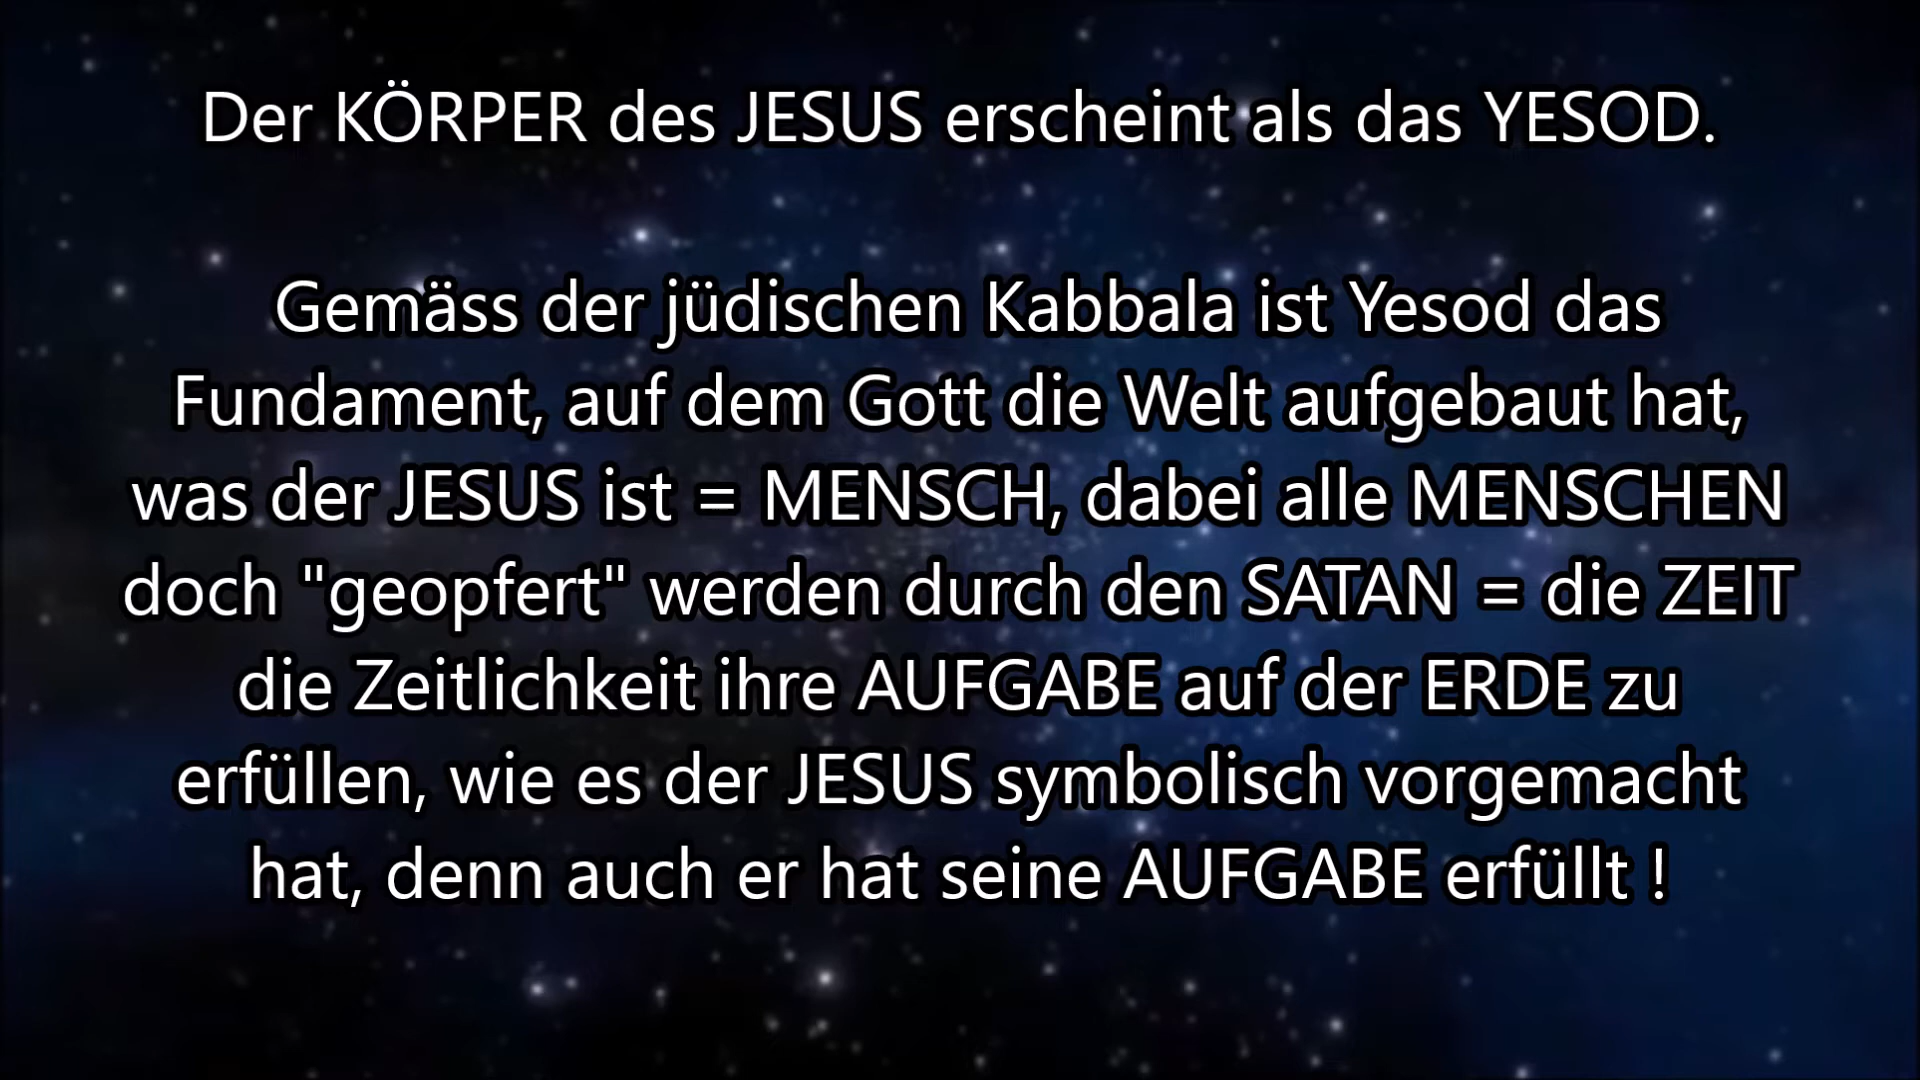 Der KÖRPER des JESUS erscheint als das YESOD.
Gemäss der jüdischen Kabbala ist Yesod das
Fundament, auf dem Gott die Welt aufgebaut hat,
was der JESUS ist = MENSCH, dabei alle MENSCHEN
doch "geopfert" werden durch den SATAN = die ZEIT
die Zeitlichkeit ihre AUFGABE auf der ERDE zu
erfüllen, wie es der JESUS symbolisch vorgemacht
hat, denn auch er hat seine AUFGABE erfüllt !